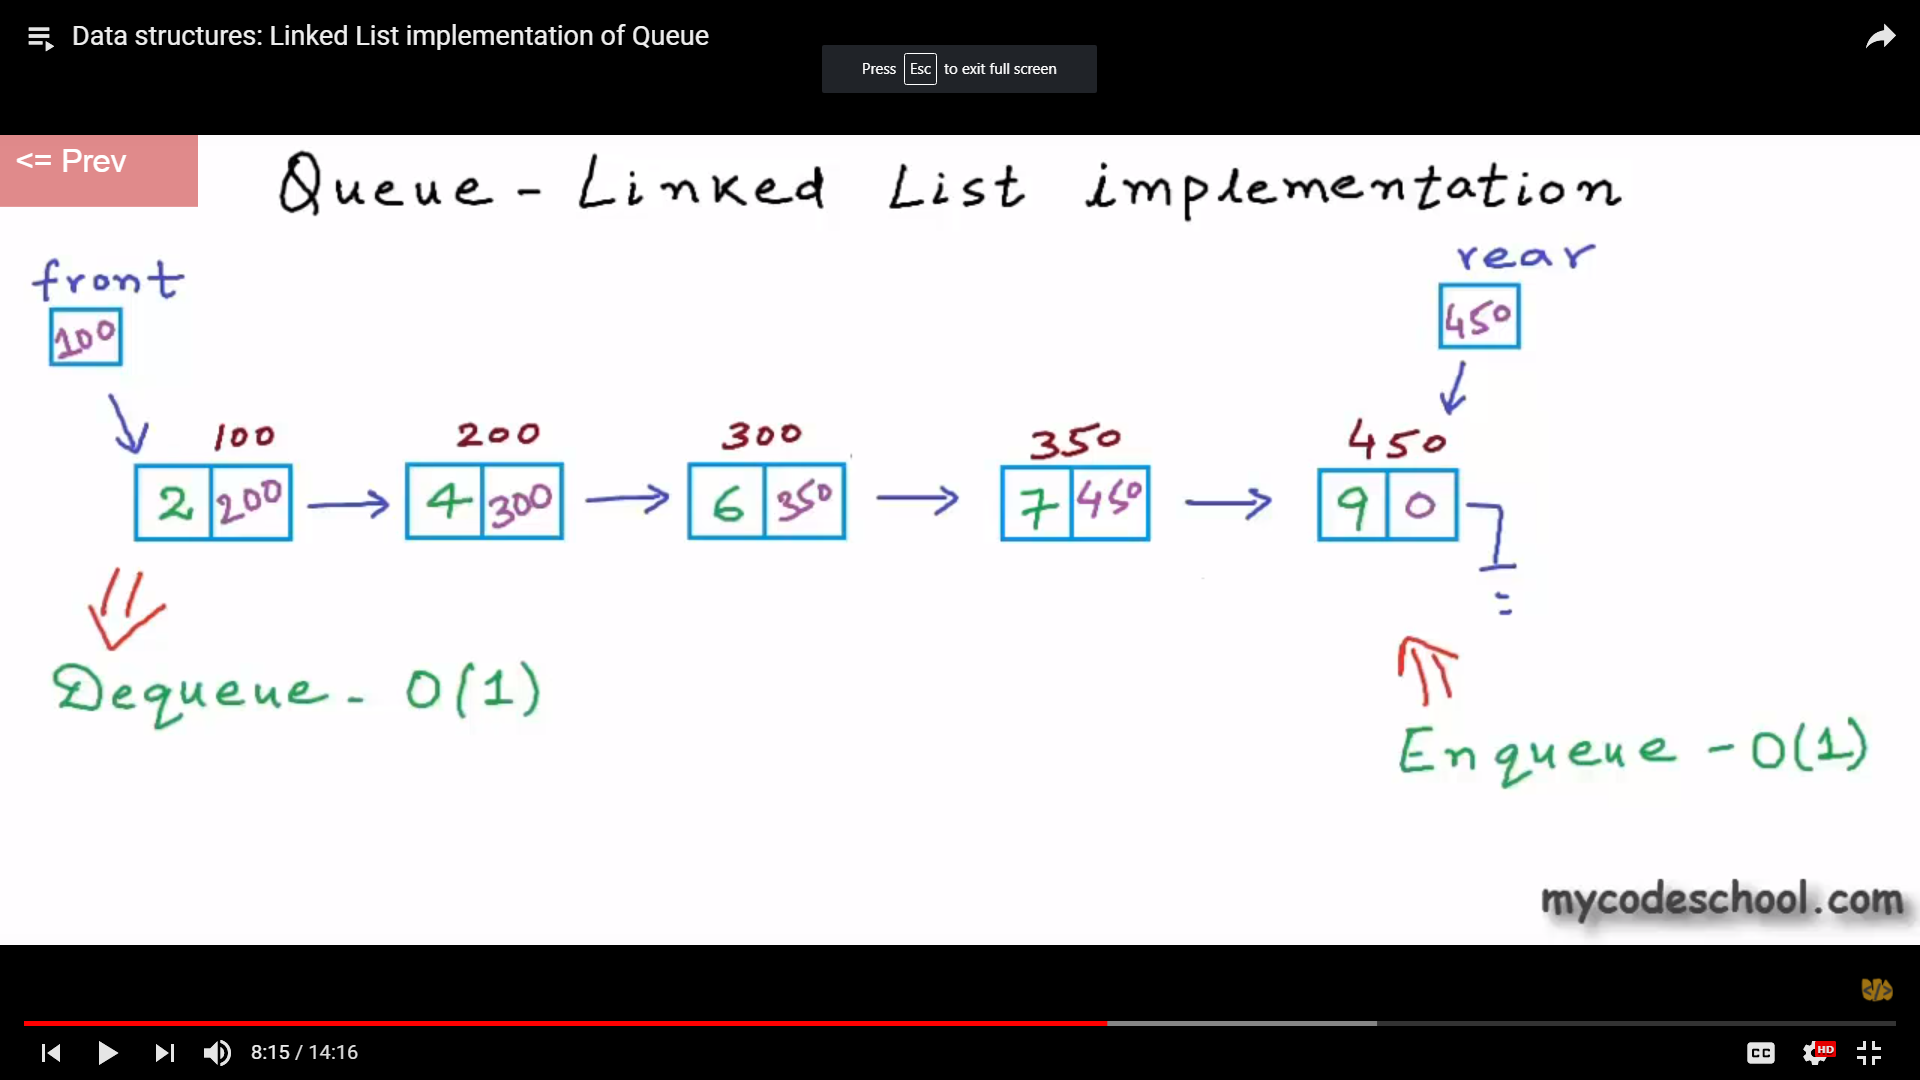 Data structures: Linked List implementation of Queue
Press Esc to exit full screen
<= Prev
Queue - Linked List implementation
front
100
rear
450
100 200 300 350 450
2 200 4 300 6 350 7 450 9 0
Dequeue - O(1)
Enqueue - O(1)
mycodeschool.com
8:15 / 14:16
CC HD